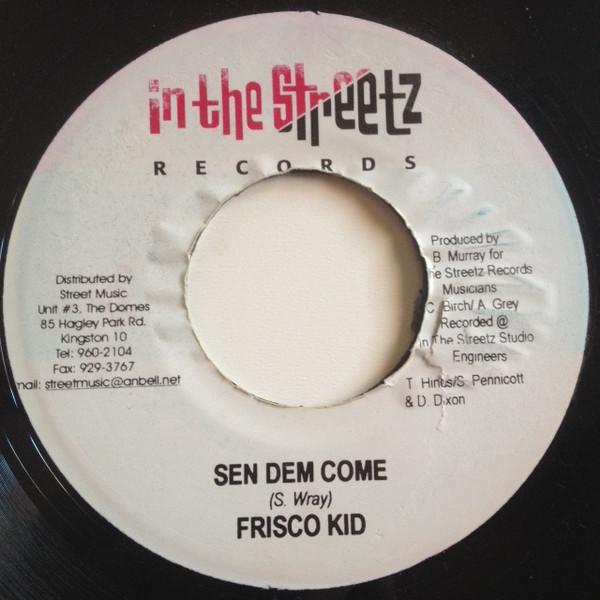 in the Streetz
RECORDS
Distributed by
Street Music
Unit #3, The Domes
85 Hagley Park Rd.
Kingston 10
Tel: 960-2104
Fax: 929-3767
mail: streetmusic@anbell.net
Produced by
B. Murray for
he Streetz Records
Musicians
C. Birch/ A. Grey
Recorded @
In The Streetz Studio
Engineers
T. Hinds/S. Pennicott
& D. Dixon
SEN DEM COME
(S. Wray)
FRISCO KID